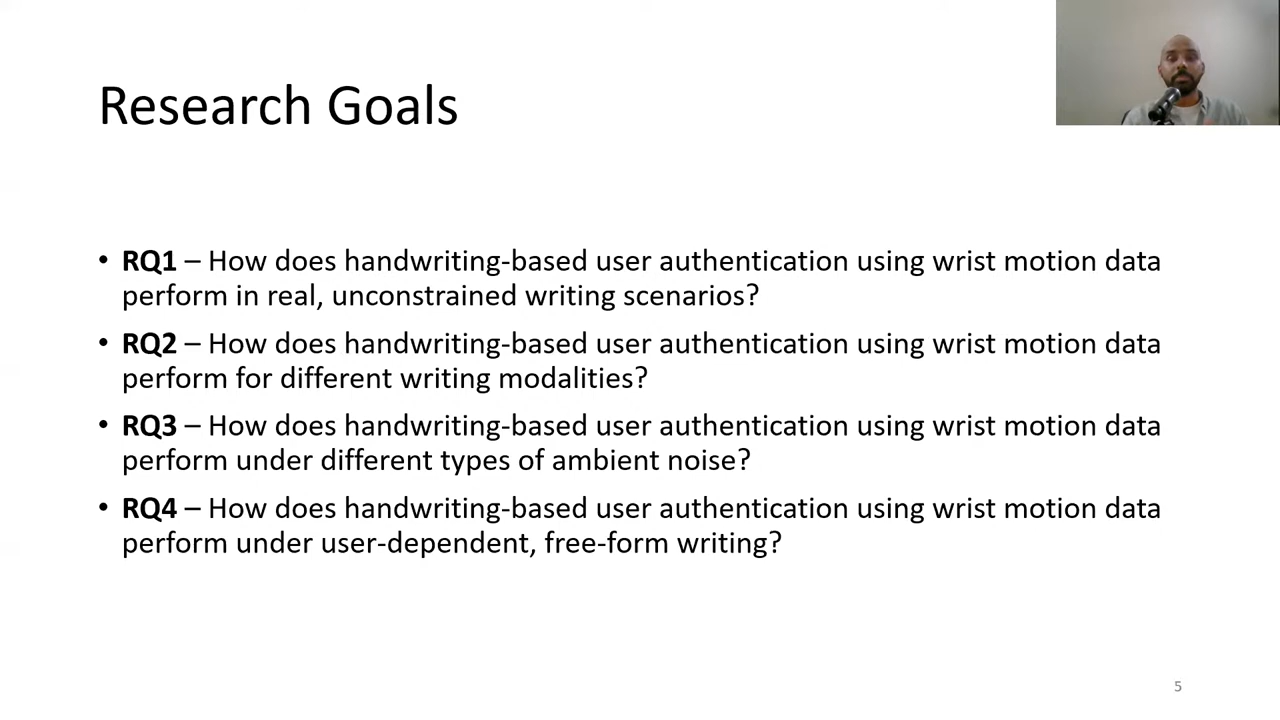 Research Goals
• RQ1 – How does handwriting-based user authentication using wrist motion data
perform in real, unconstrained writing scenarios?
• RQ2 – How does handwriting-based user authentication using wrist motion data
perform for different writing modalities?
• RQ3 – How does handwriting-based user authentication using wrist motion data
perform under different types of ambient noise?
• RQ4 – How does handwriting-based user authentication using wrist motion data
perform under user-dependent, free-form writing?
5